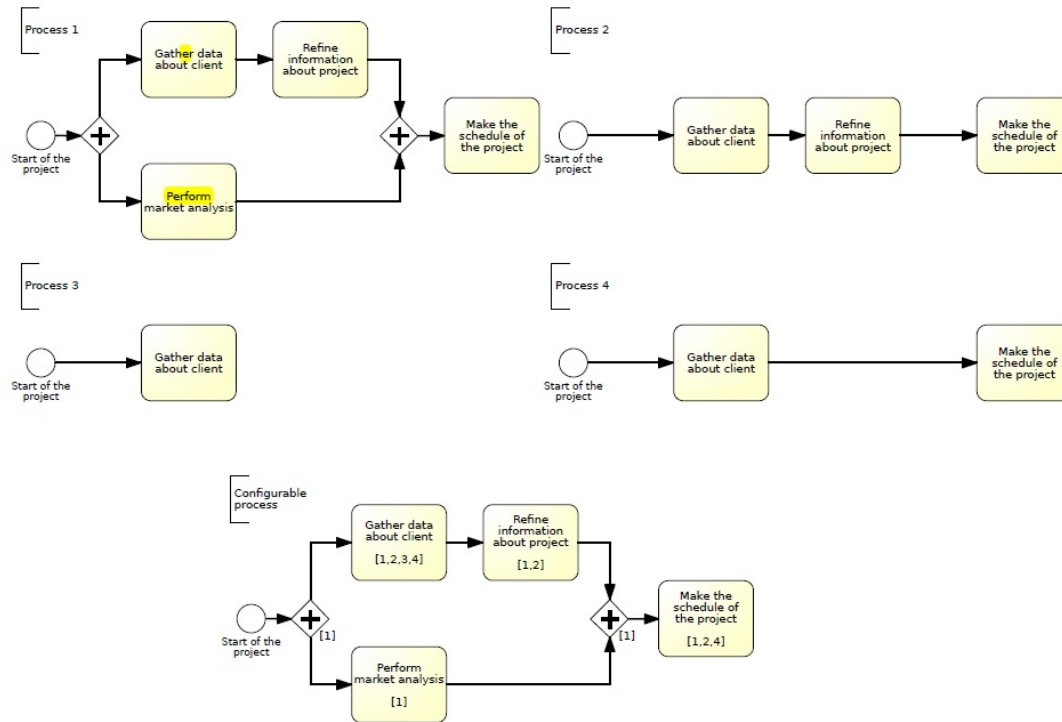 Process 1
Gather data
about client
Refine
information
about project
Make the
schedule of
the project
Start of the
project
Perform
market analysis
Process 2
Gather data
about client
Refine
information
about project
Make the
schedule of
the project
Start of the
project
Process 3
Gather data
about client
Start of the
project
Process 4
Gather data
about client
Make the
schedule of
the project
Start of the
project
Configurable
process
Gather data
about client
[1,2,3,4]
Refine
information
about project
[1,2]
Make the
schedule of
the project
[1,2,4]
Start of the
project
[1]
[1]
Perform
market analysis
[1]